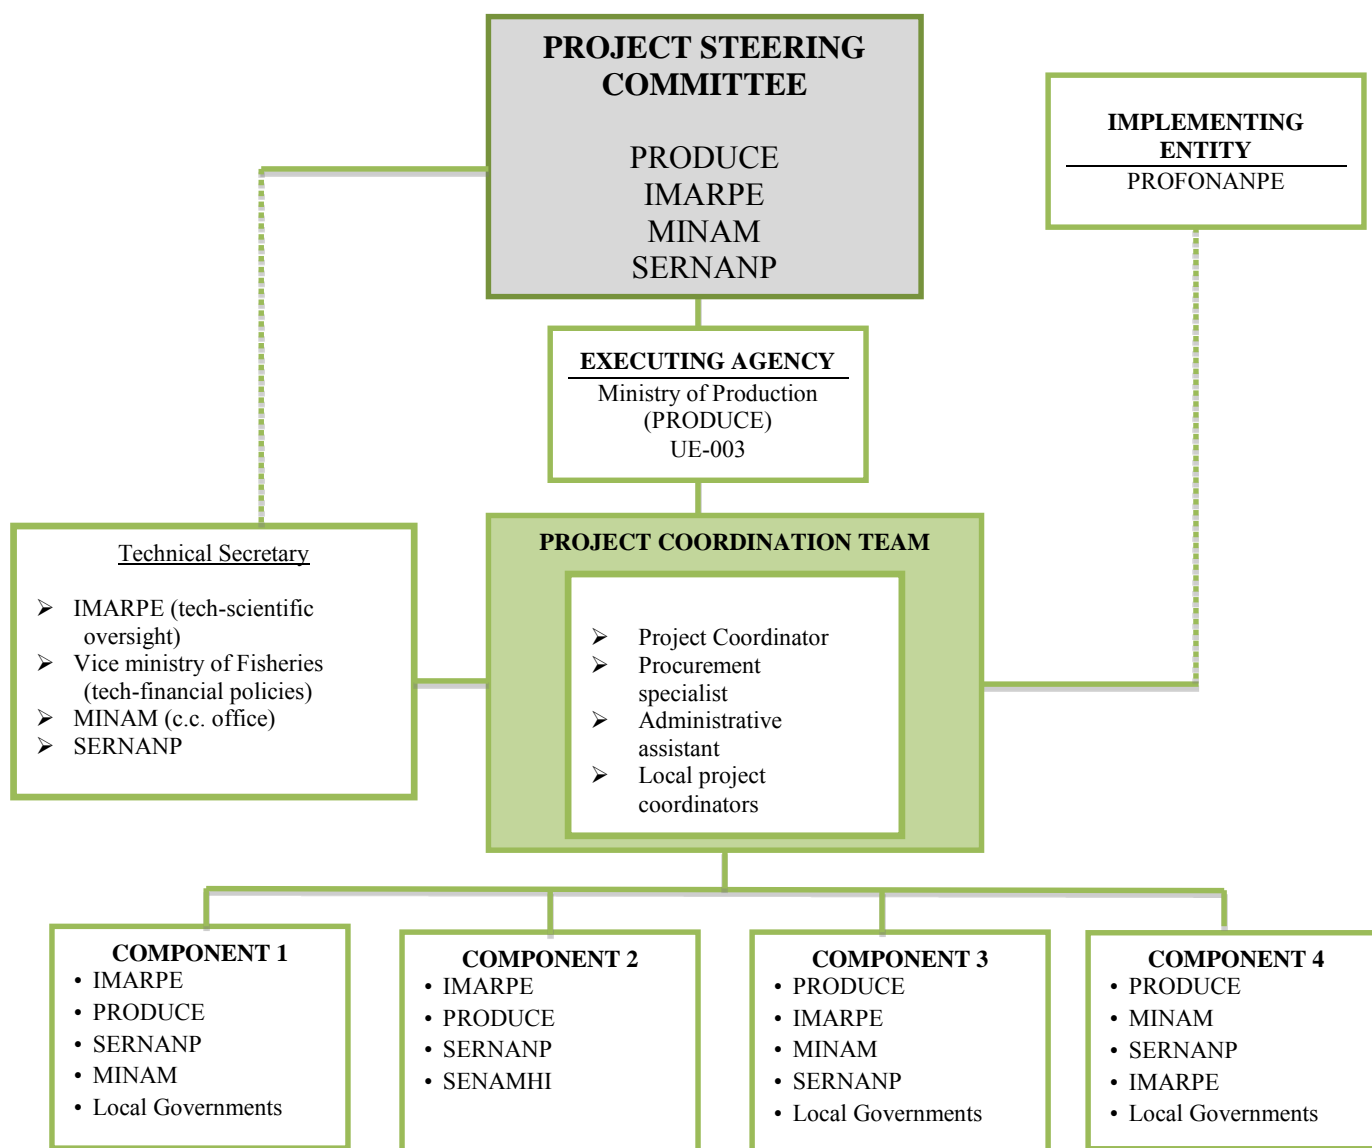 PROJECT STEERING
COMMITTEE
PRODUCE
IMARPE
MINAM
SERNANP
IMPLEMENTING
ENTITY
PROFONANPE
EXECUTING AGENCY
Ministry of Production
(PRODUCE)
UE-003
Technical Secretary
➢ IMARPE (tech-scientific
oversight)
➢ Vice ministry of Fisheries
(tech-financial policies)
➢ MINAM (c.c. office)
➢ SERNANP
PROJECT COORDINATION TEAM
➢ Project Coordinator
➢ Procurement
specialist
➢ Administrative
assistant
➢ Local project
coordinators
COMPONENT 1
• IMARPE
• PRODUCE
• SERNANP
• MINAM
• Local Governments
COMPONENT 2
• IMARPE
• PRODUCE
• SERNANP
• SENAMHI
COMPONENT 3
• PRODUCE
• IMARPE
• MINAM
• SERNANP
• Local Governments
COMPONENT 4
• PRODUCE
• MINAM
• SERNANP
• IMARPE
• Local Governments